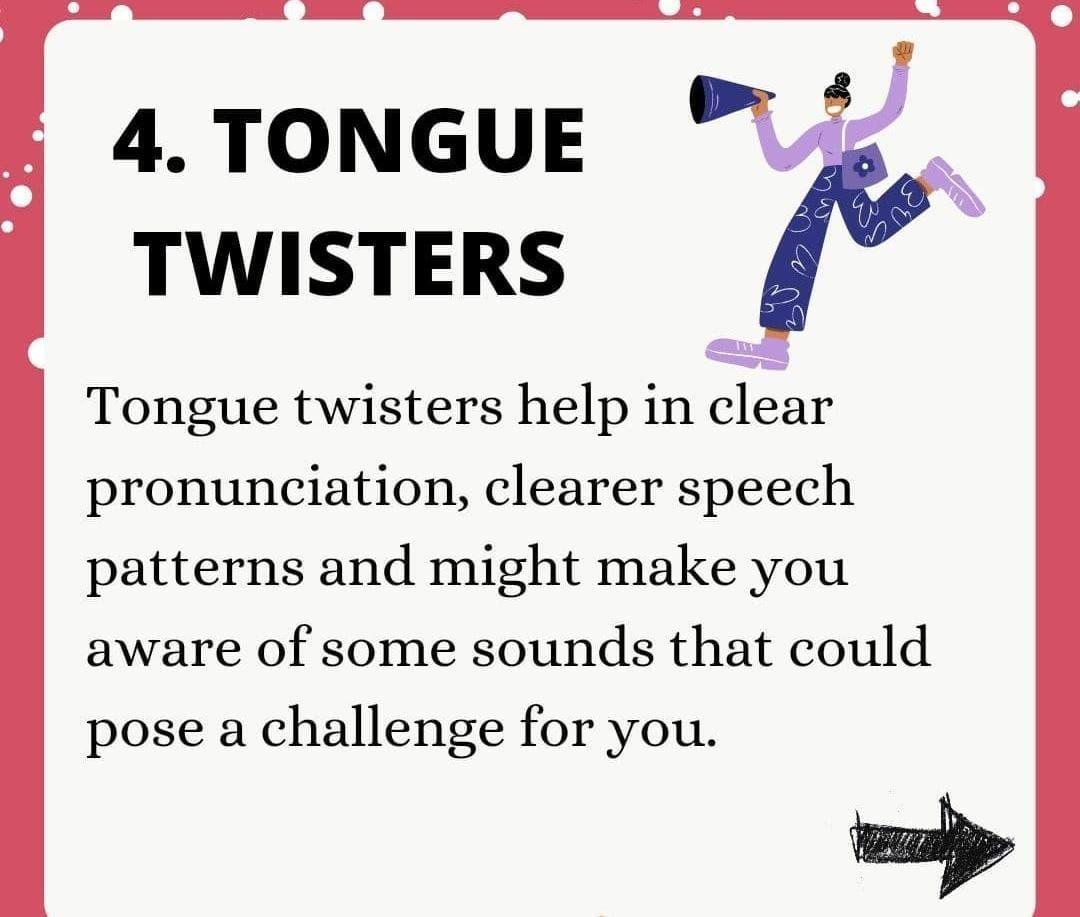 4. TONGUE
TWISTERS
Tongue twisters help in clear
pronunciation, clearer speech
patterns and might make you
aware of some sounds that could
pose a challenge for you.